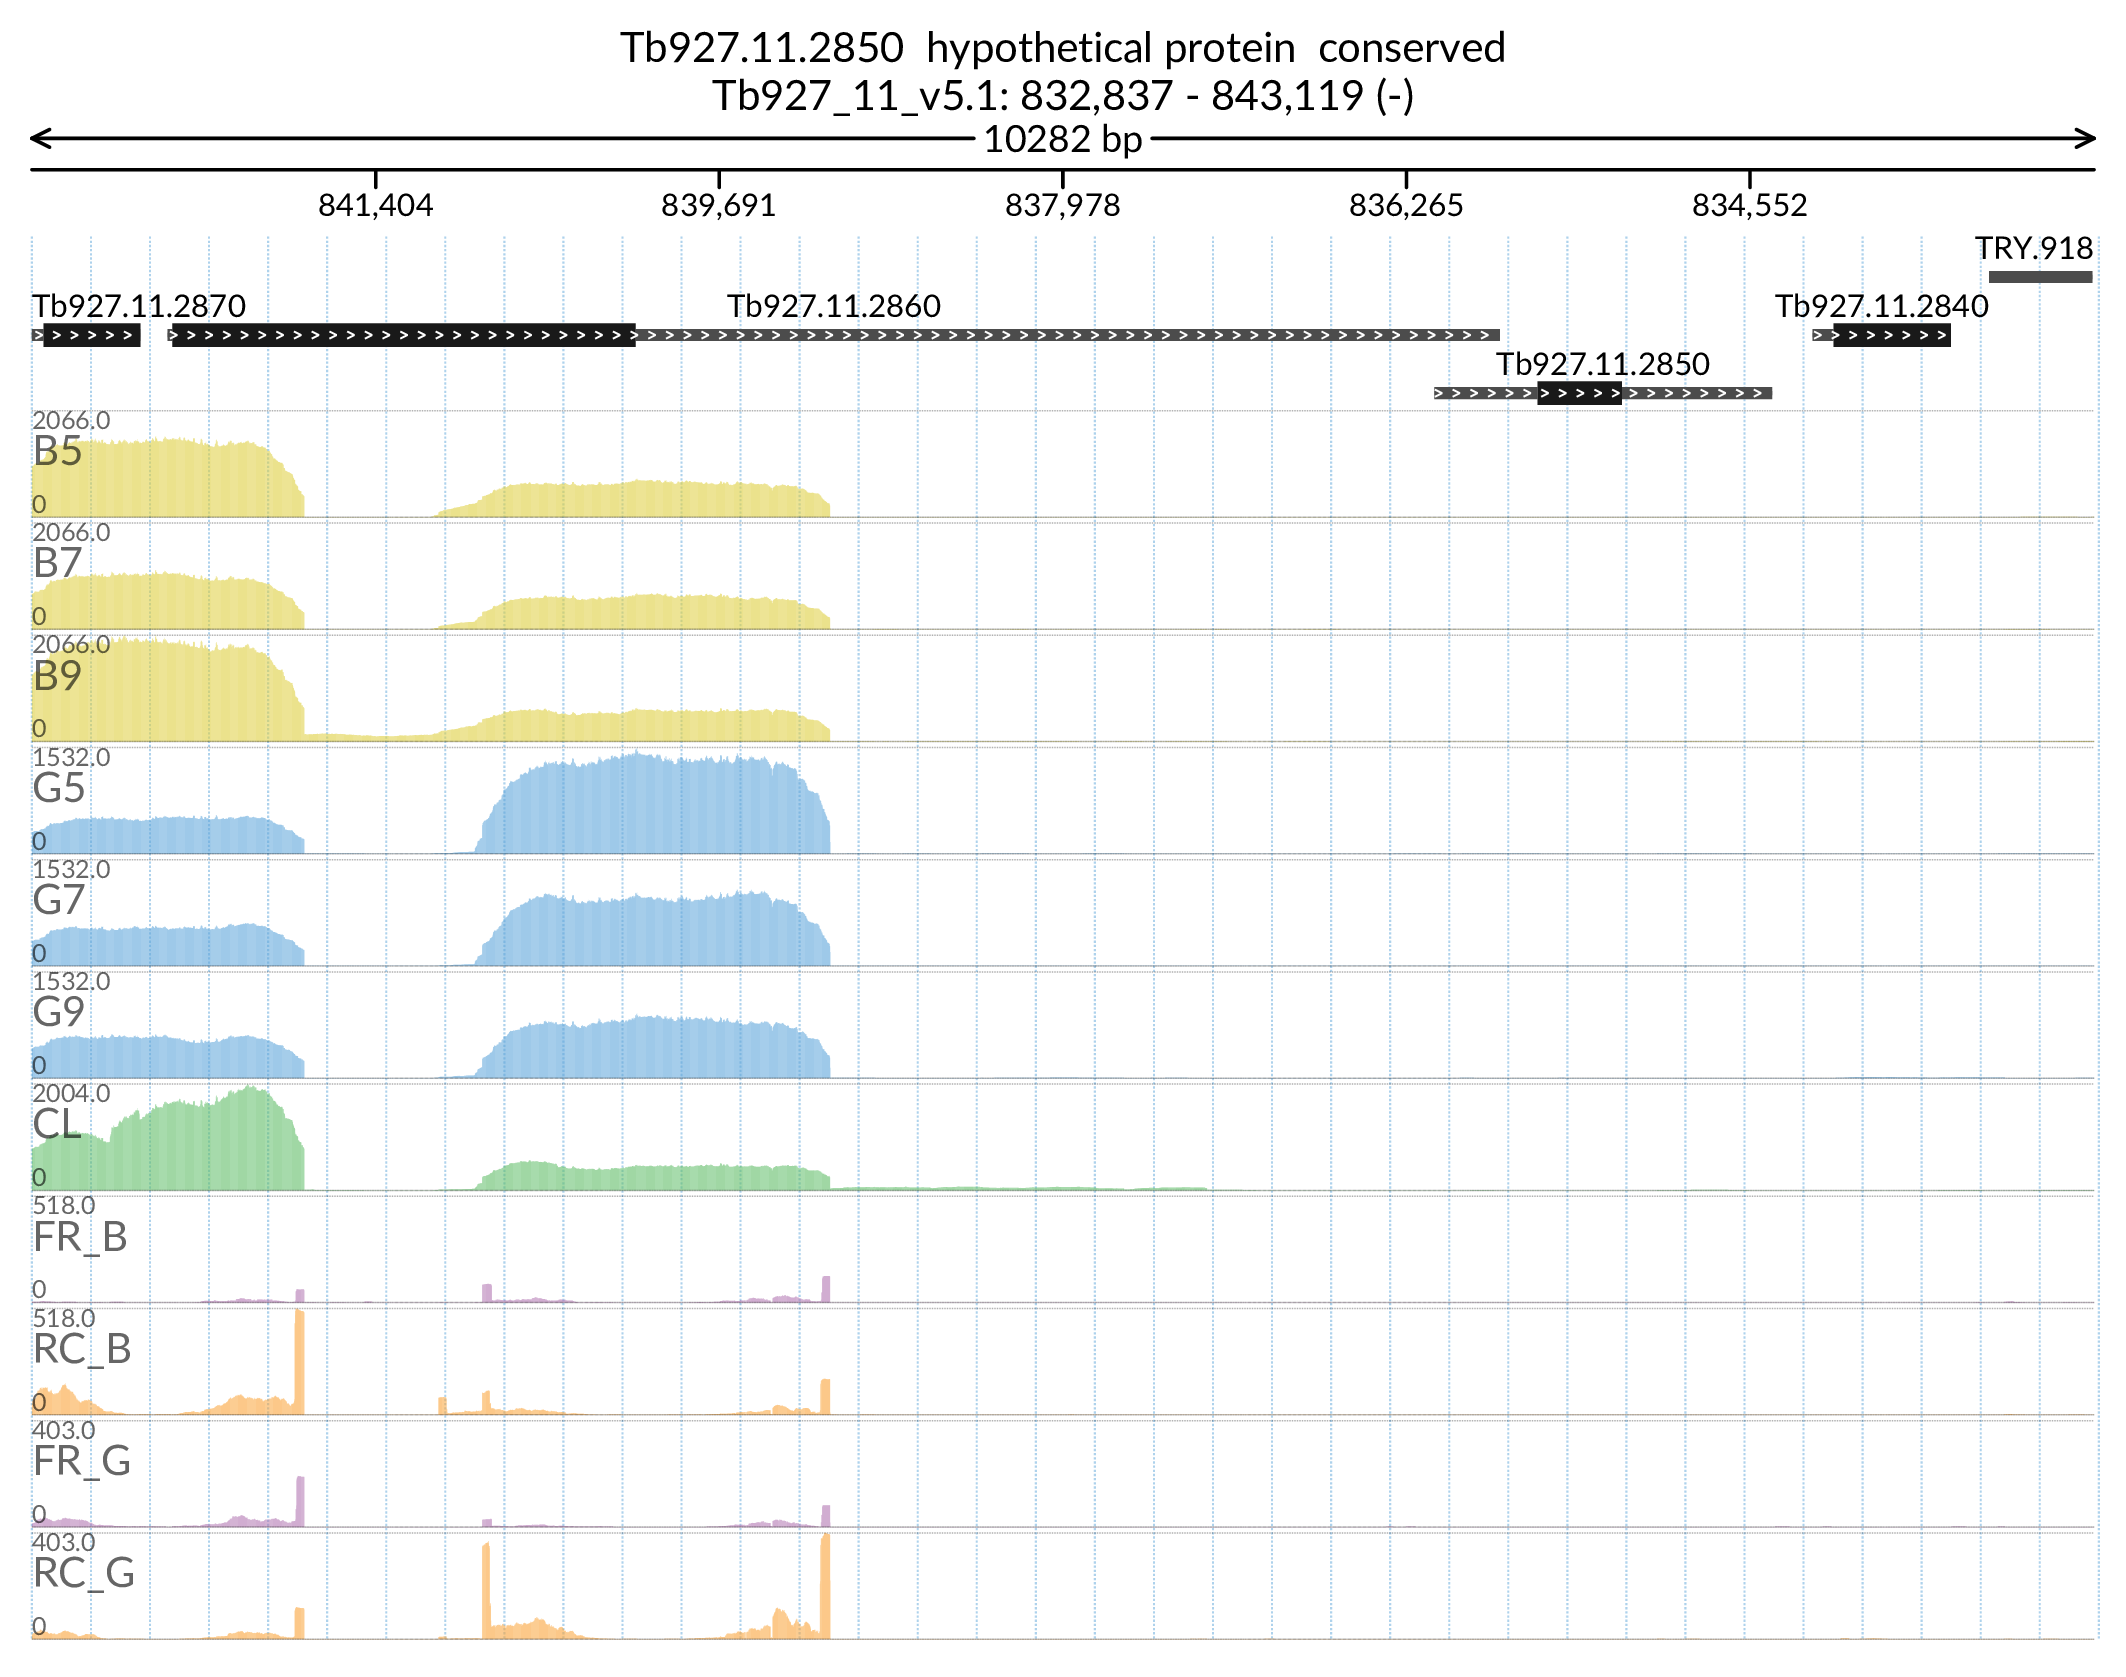 Tb927.11.2850  hypothetical protein  conserved
Tb927_11_v5.1: 832,837 - 843,119 (-)
10282 bp
841,404 839,691 837,978 836,265 834,552
TRY.918
Tb927.11.2870 Tb927.11.2860 Tb927.11.2840
Tb927.11.2850
2066.0
B5
0
2066.0
B7
0
2066.0
B9
0
1532.0
G5
0
1532.0
G7
0
1532.0
G9
0
2004.0
CL
0
518.0
FR_B
0
518.0
RC_B
0
403.0
FR_G
0
403.0
RC_G
0